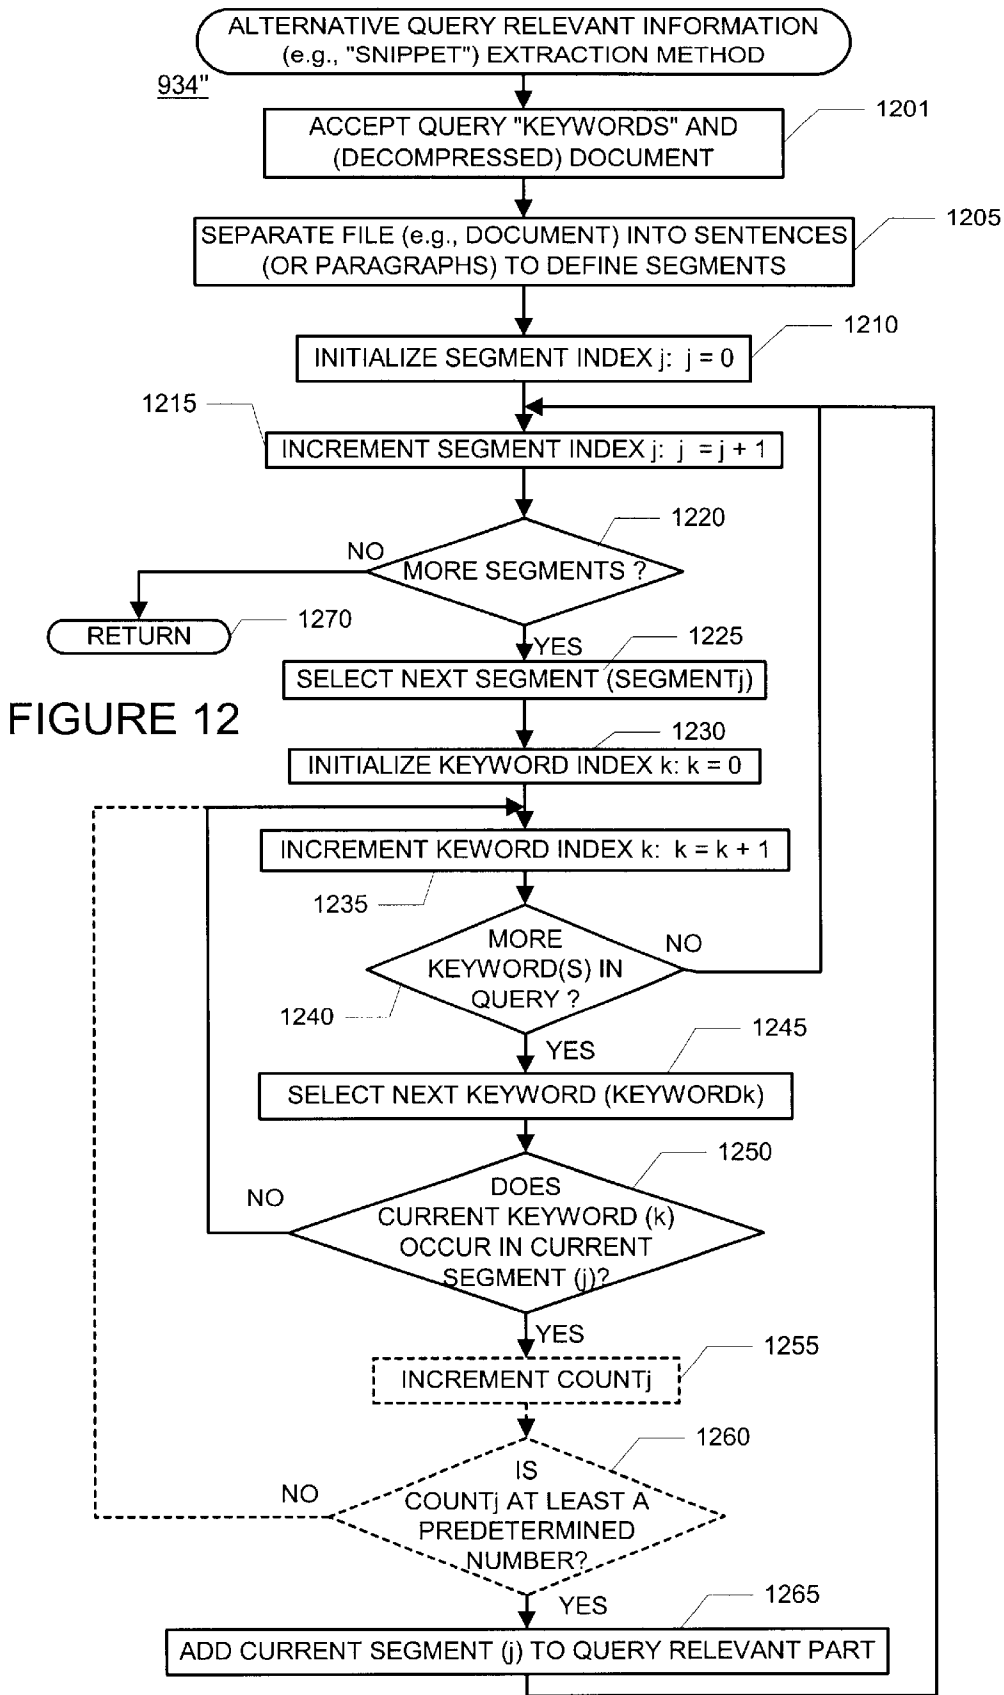 ALTERNATIVE QUERY RELEVANT INFORMATION
(e.g., "SNIPPET") EXTRACTION METHOD
934"
1201
ACCEPT QUERY "KEYWORDS" AND
(DECOMPRESSED) DOCUMENT
1205
SEPARATE FILE (e.g., DOCUMENT) INTO SENTENCES
(OR PARAGRAPHS) TO DEFINE SEGMENTS
1210
INITIALIZE SEGMENT INDEX j: j = 0
1215
INCREMENT SEGMENT INDEX j: j = j + 1
1220
NO
MORE SEGMENTS ?
1270
RETURN
YES
1225
SELECT NEXT SEGMENT (SEGMENTj)
FIGURE 12
1230
INITIALIZE KEYWORD INDEX k: k = 0
INCREMENT KEWORD INDEX k: k = k + 1
1235
MORE
KEYWORD(S) IN
QUERY ?
NO
1240
YES
1245
SELECT NEXT KEYWORD (KEYWORDk)
1250
NO
DOES
CURRENT KEYWORD (k)
OCCUR IN CURRENT
SEGMENT (j)?
YES
1255
INCREMENT COUNTj
1260
NO
IS
COUNTj AT LEAST A
PREDETERMINED
NUMBER?
YES
1265
ADD CURRENT SEGMENT (j) TO QUERY RELEVANT PART